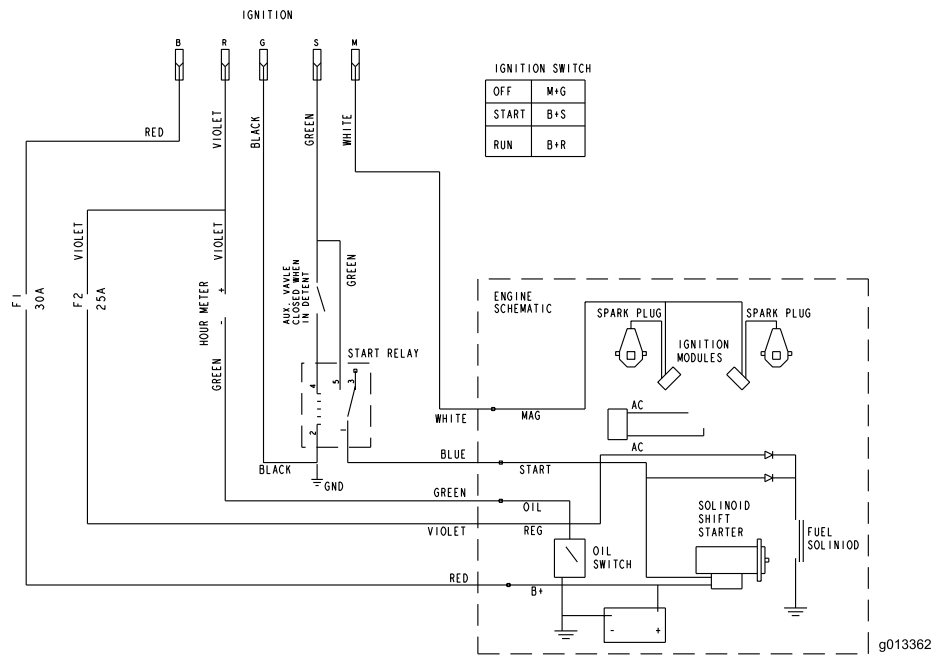 IGNITION
B R G S M
IGNITION SWITCH
OFF M+G
START B+S
RUN B+R
RED
VIOLET
BLACK
GREEN
WHITE
VIOLET
VIOLET
GREEN
F1
30A
F2
25A
HOUR METER
+
-
AUX. VAVLE
CLOSED WHEN
IN DETENT
GREEN
START RELAY
4
5
3
2
1
BLACK
GND
ENGINE
SCHEMATIC
SPARK PLUG
SPARK PLUG
IGNITION
MODULES
WHITE
MAG
AC
AC
BLUE
START
GREEN
OIL
VIOLET
REG
SOLINOID
SHIFT
STARTER
FUEL
SOLINIOD
OIL
SWITCH
RED
B+
- +
g013362